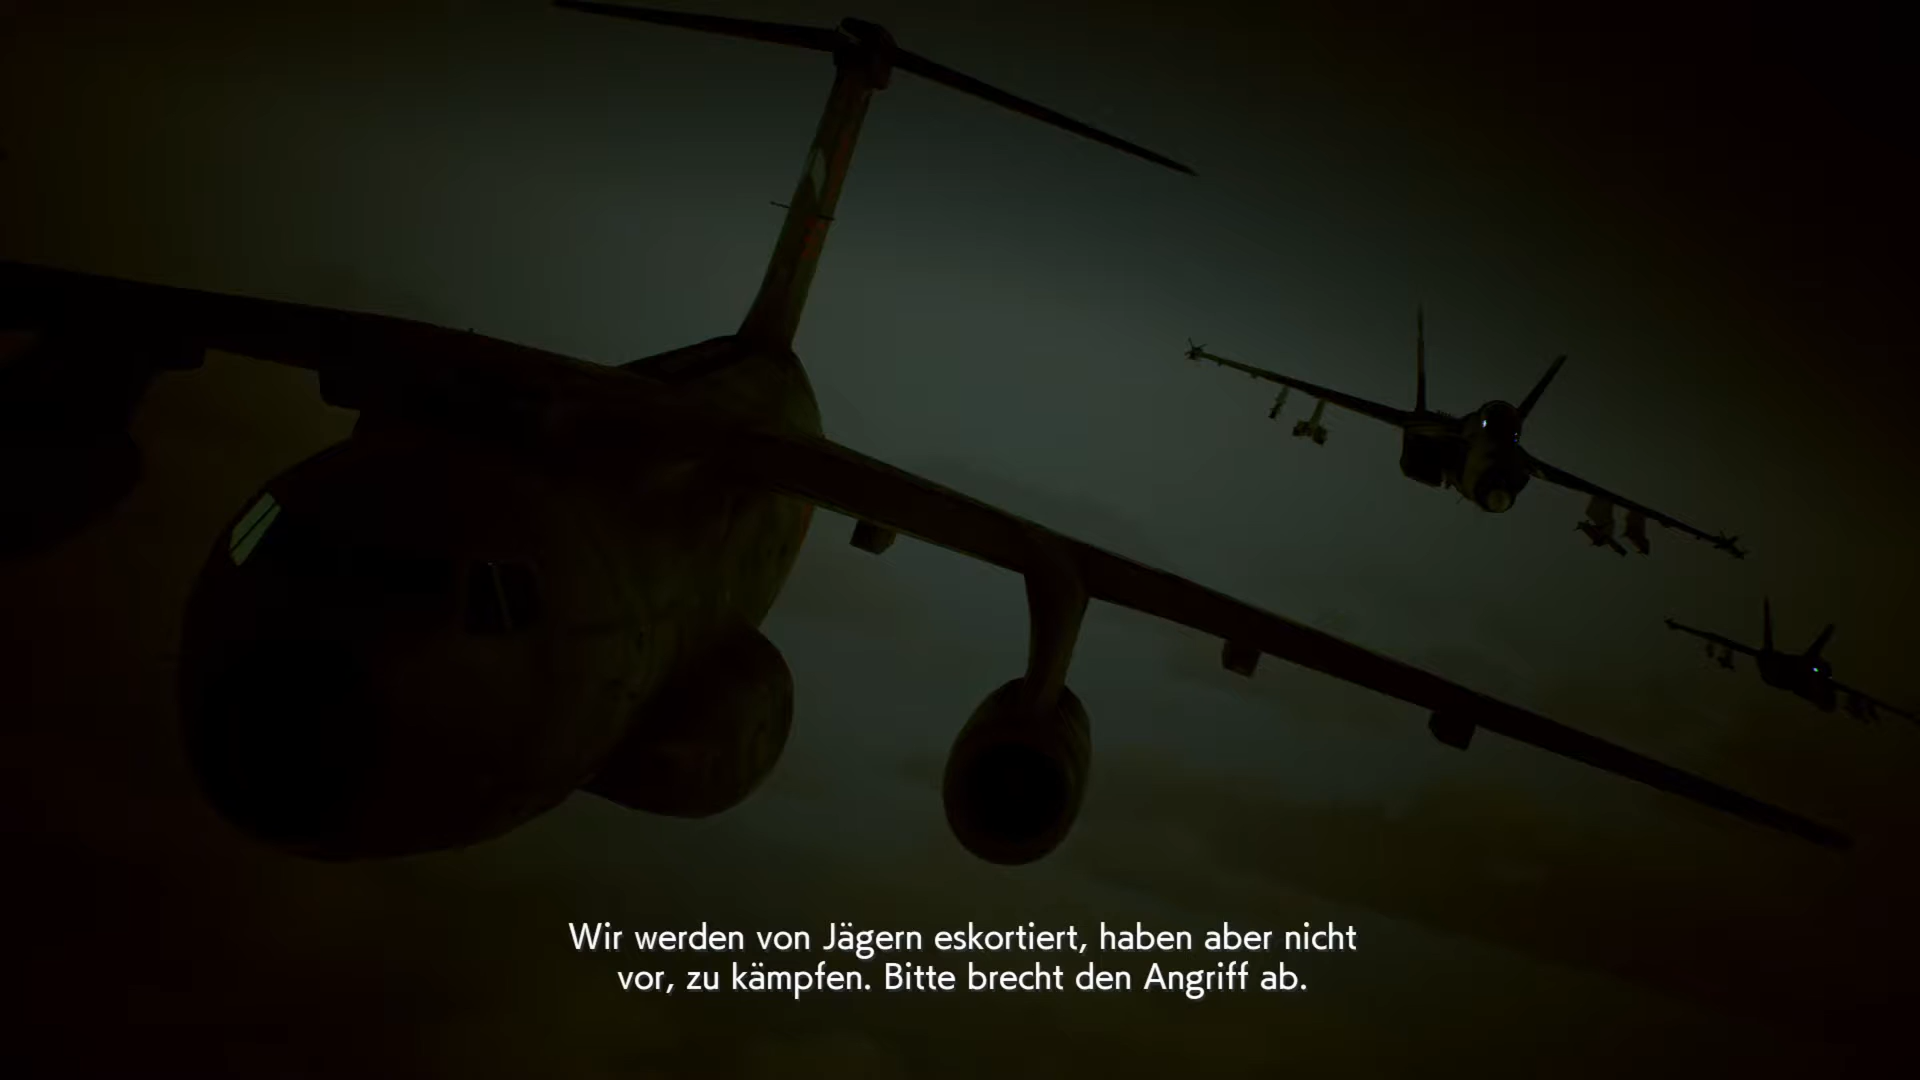 Wir werden von Jägern eskortiert, haben aber nicht
vor, zu kämpfen. Bitte brecht den Angriff ab.